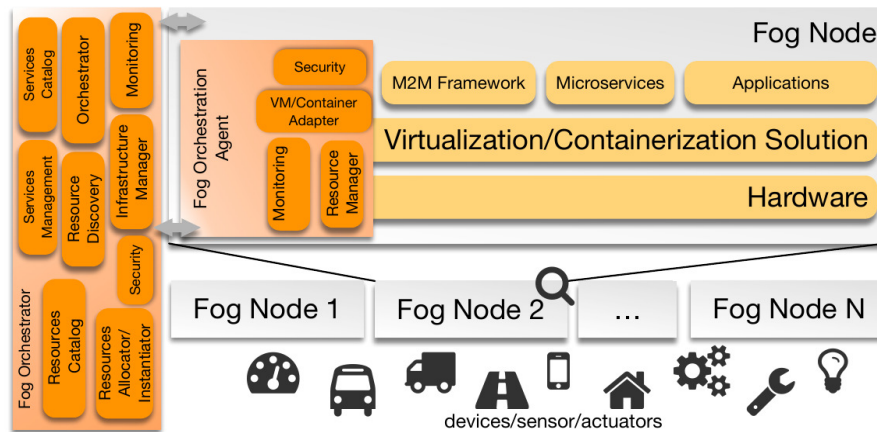 Services
Catalog
Orchestrator
Monitoring
Services
Management
Resource
Discovery
Infrastructure
Manager
Security
Fog Orchestrator
Resources
Catalog
Resources
Allocator/
Instantiator
Fog Orchestration
Agent
Security
VM/Container
Adapter
Monitoring
Resource
Manager
Fog Node
M2M Framework
Microservices
Applications
Virtualization/Containerization Solution
Hardware
Fog Node 1
Fog Node 2
...
Fog Node N
devices/sensor/actuators